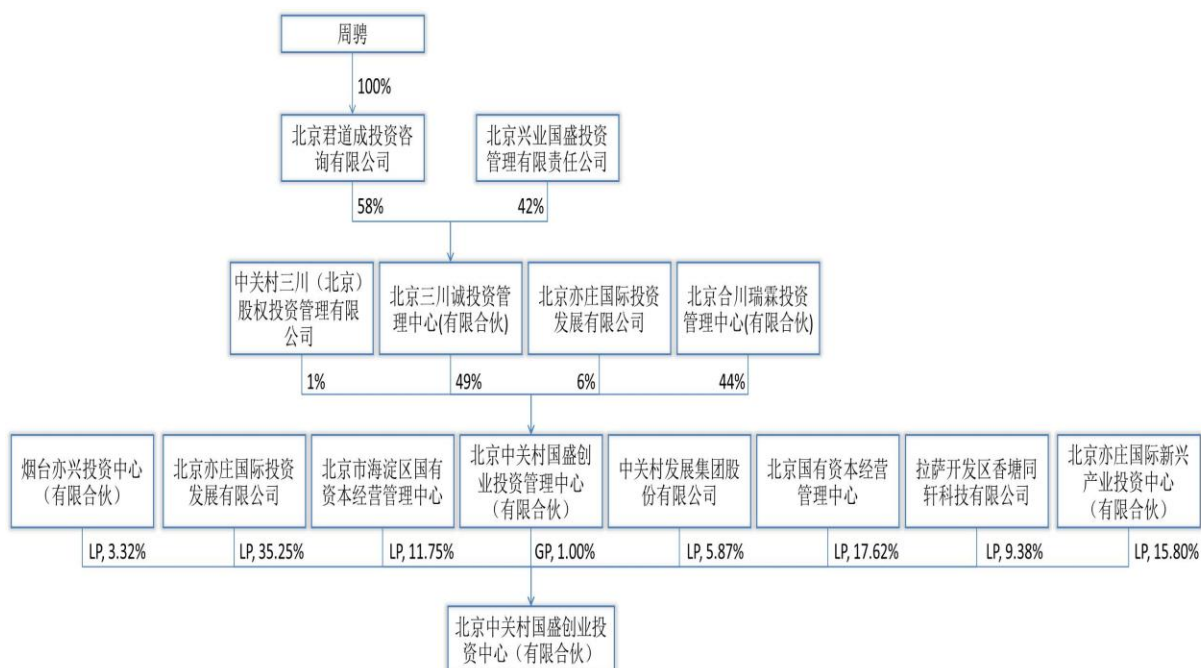 周骋
100%
北京君道成投资咨
询有限公司
北京兴业国盛投资
管理有限责任公司
58%
42%
中关村三川（北京）
股权投资管理有限
公司
北京三川诚投资管
理中心(有限合伙)
北京亦庄国际投资
发展有限公司
北京合川瑞霖投资
管理中心(有限合伙)
1%
49%
6%
44%
烟台亦兴投资中心
（有限合伙）
北京亦庄国际投资
发展有限公司
北京市海淀区国有
资本经营管理中心
北京中关村国盛创
业投资管理中心
（有限合伙）
中关村发展集团股
份有限公司
北京国有资本经营
管理中心
拉萨开发区香塘同
轩科技有限公司
北京亦庄国际新兴
产业投资中心
（有限合伙）
LP, 3.32%
LP, 35.25%
LP, 11.75%
GP, 1.00%
LP, 5.87%
LP, 17.62%
LP, 9.38%
LP, 15.80%
北京中关村国盛创业投
资中心（有限合伙）